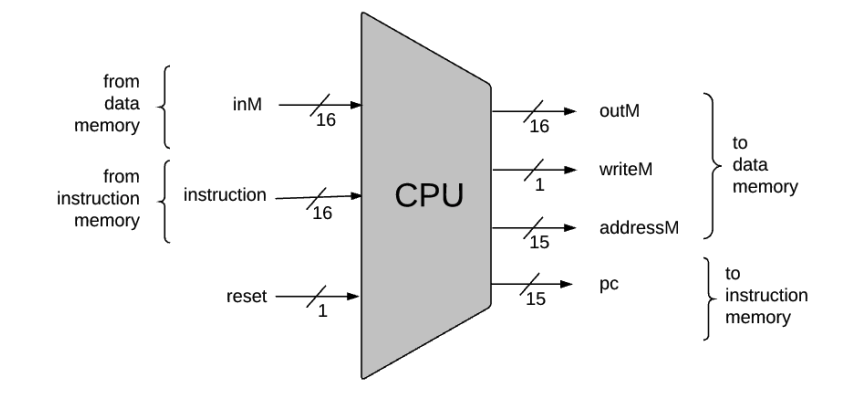 from
data
memory
inM
16
from
instruction
memory
instruction
16
reset
1
CPU
16
outM
1
writeM
15
addressM
15
pc
to
data
memory
to
instruction
memory